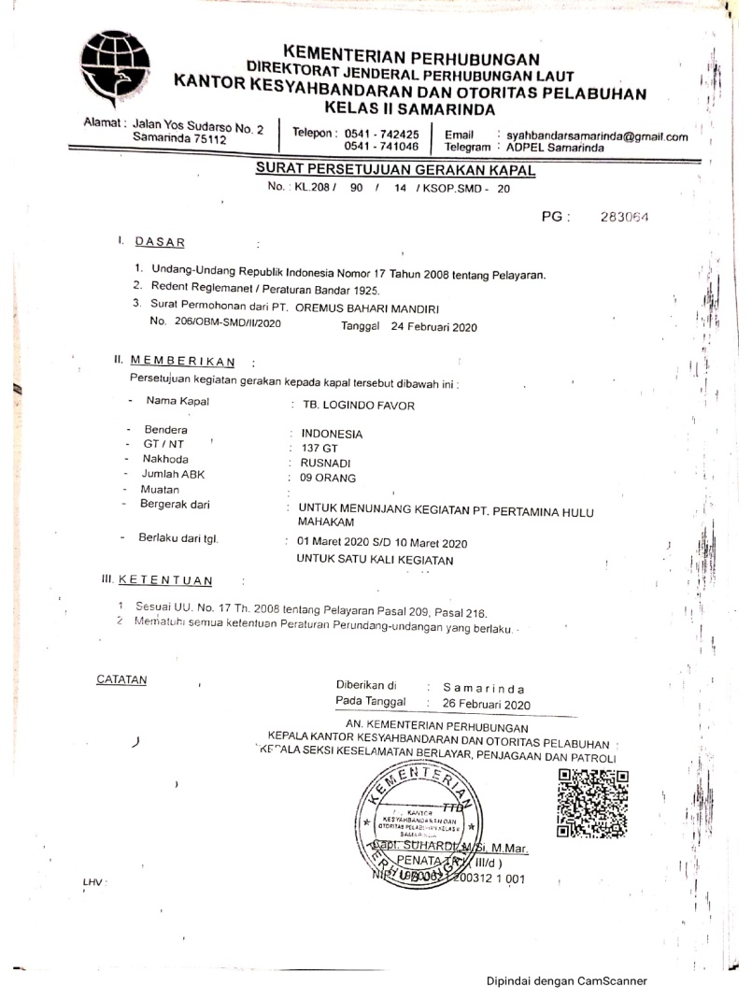 KEMENTERIAN PERHUBUNGAN
DIREKTORAT JENDERAL PERHUBUNGAN LAUT
KANTOR KESYAHBANDARAN DAN OTORITAS PELABUHAN
KELAS II SAMARINDA
Alamat : Jalan Yos Sudarso No. 2
Samarinda 75112
Telepon : 0541 - 742425
0541 - 741046
Email : syahbandarsamarinda@gmail.com
Telegram : ADPEL Samarinda
SURAT PERSETUJUAN GERAKAN KAPAL
No. : KL.208 / 90 / 14 / KSOP.SMD - 20
PG : 283064
I. DASAR :
1. Undang-Undang Republik Indonesia Nomor 17 Tahun 2008 tentang Pelayaran.
2. Redent Reglemanet / Peraturan Bandar 1925.
3. Surat Permohonan dari PT. OREMUS BAHARI MANDIRI
No. 206/OBM-SMD/II/2020 Tanggal 24 Februari 2020
II. MEMBERIKAN :
Persetujuan kegiatan gerakan kepada kapal tersebut dibawah ini :
- Nama Kapal : TB. LOGINDO FAVOR
- Bendera : INDONESIA
- GT / NT : 137 GT
- Nakhoda : RUSNADI
- Jumlah ABK : 09 ORANG
- Muatan :
- Bergerak dari : UNTUK MENUNJANG KEGIATAN PT. PERTAMINA HULU
MAHAKAM
- Berlaku dari tgl. : 01 Maret 2020 S/D 10 Maret 2020
UNTUK SATU KALI KEGIATAN
III. KETENTUAN :
1 Sesuai UU. No. 17 Th. 2008 tentang Pelayaran Pasal 209, Pasal 216.
2 Mematuhi semua ketentuan Peraturan Perundang-undangan yang berlaku.
CATATAN
Diberikan di : Samarinda
Pada Tanggal : 26 Februari 2020
AN. KEMENTERIAN PERHUBUNGAN
KEPALA KANTOR KESYAHBANDARAN DAN OTORITAS PELABUHAN
KEPALA SEKSI KESELAMATAN BERLAYAR, PENJAGAAN DAN PATROLI
KEMENTERIAN
TTD
KANTOR
KESYAHBANDARAN DAN
OTORITAS PELABUHAN KELAS II
SAMARINDA
PERHUBUNGAN
Capt. SUHARDI, M.Si, M.Mar.
PENATA ( III/d )
NIP. 200312 1 001
LHV :
Dipindai dengan CamScanner